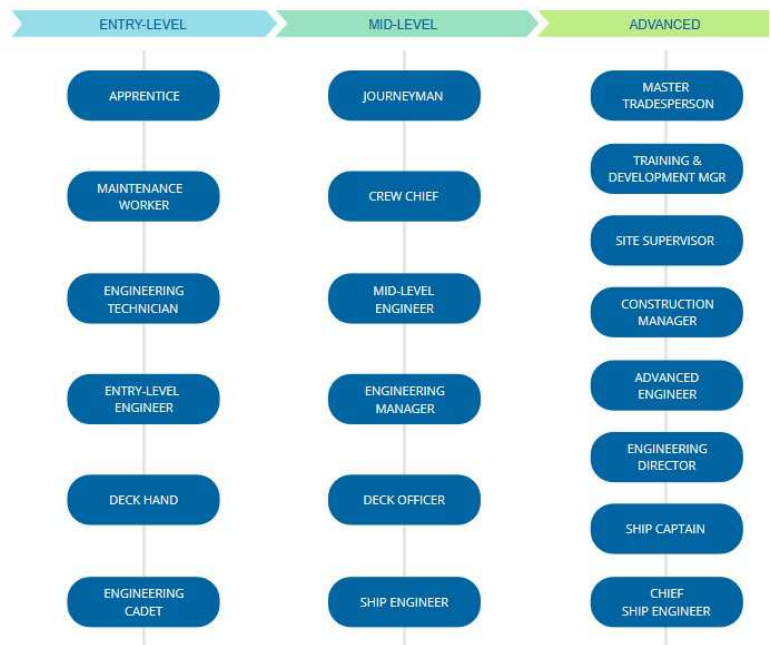 ENTRY-LEVEL
MID-LEVEL
ADVANCED
APPRENTICE
MAINTENANCE
WORKER
ENGINEERING
TECHNICIAN
ENTRY-LEVEL
ENGINEER
DECK HAND
ENGINEERING
CADET
JOURNEYMAN
CREW CHIEF
MID-LEVEL
ENGINEER
ENGINEERING
MANAGER
DECK OFFICER
SHIP ENGINEER
MASTER
TRADESPERSON
TRAINING &
DEVELOPMENT MGR
SITE SUPERVISOR
CONSTRUCTION
MANAGER
ADVANCED
ENGINEER
ENGINEERING
DIRECTOR
SHIP CAPTAIN
CHIEF
SHIP ENGINEER